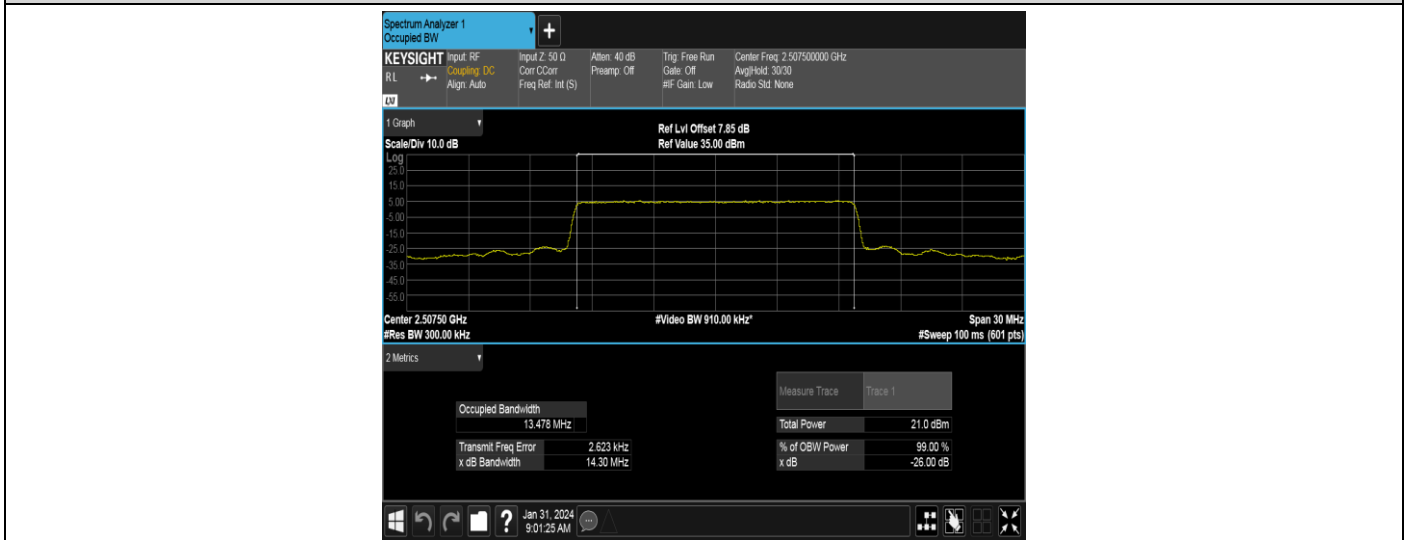 Spectrum Analyzer 1
Occupied BW
+
KEYSIGHT Input: RF Input Z: 50 Ω Atten: 40 dB Trig: Free Run Center Freq: 2.507500000 GHz
RL Coupling: DC Corr CCorr Preamp: Off Gate: Off Avg|Hold: 30/30
Align: Auto Freq Ref: Int (S) #IF Gain: Low Radio Std: None
LXI
1 Graph
Ref Lvl Offset 7.85 dB
Scale/Div 10.0 dB Ref Value 35.00 dBm
Log
25.0
15.0
5.00
-5.00
-15.0
-25.0
-35.0
-45.0
-55.0
Center 2.50750 GHz #Video BW 910.00 kHz* Span 30 MHz
#Res BW 300.00 kHz #Sweep 100 ms (601 pts)
2 Metrics
Measure Trace Trace 1
Occupied Bandwidth
13.478 MHz Total Power 21.0 dBm
Transmit Freq Error 2.623 kHz % of OBW Power 99.00 %
x dB Bandwidth 14.30 MHz x dB -26.00 dB
? Jan 31, 2024
9:01:25 AM